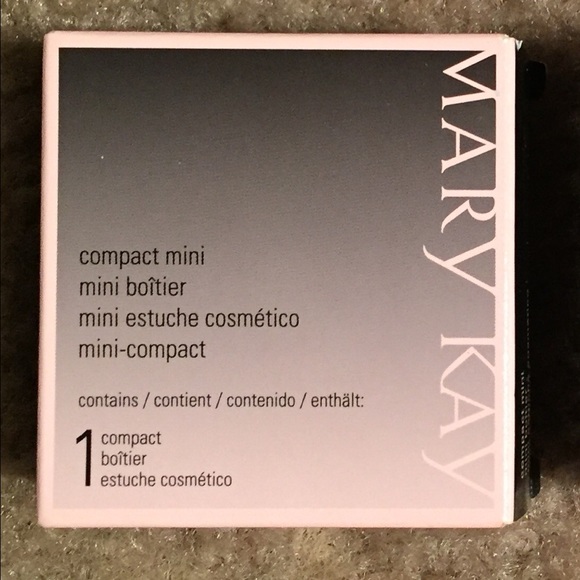 MARY KAY
compact mini
mini boîtier
mini estuche cosmético
mini-compact
contains / contient / contenido / enthält:
1 compact
boîtier
estuche cosmético